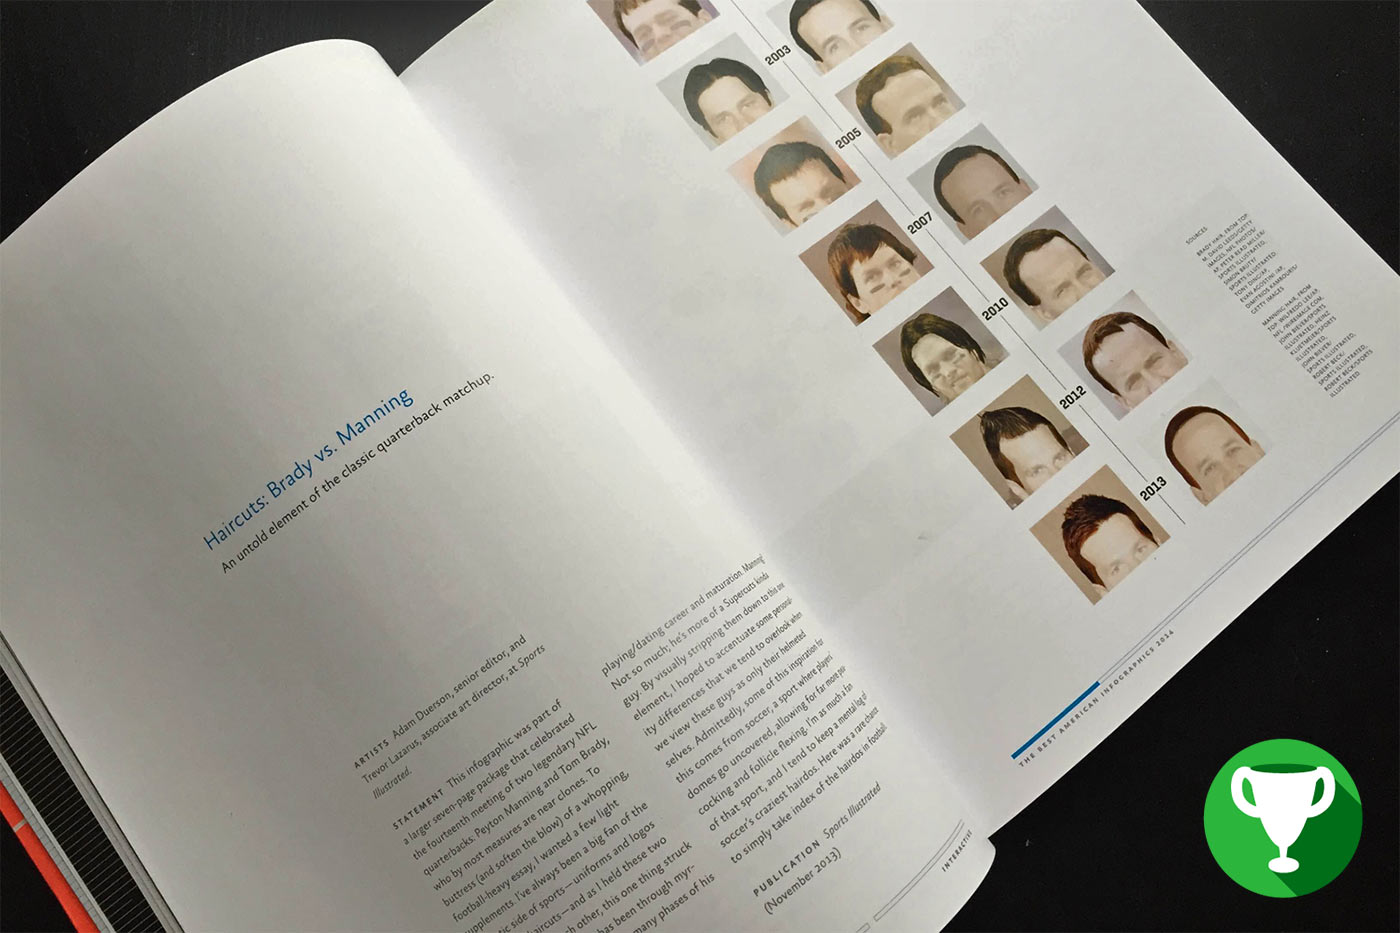 Haircuts: Brady vs. Manning
An untold element of the classic quarterback matchup.
ARTISTS Adam Duerson, senior editor, and
Trevor Lazarus, associate art director, at Sports
Illustrated.
STATEMENT This infographic was part of
a larger seven-page package that celebrated
the fourteenth meeting of two legendary NFL
quarterbacks: Peyton Manning and Tom Brady,
who by most measures are near clones. To
buttress (and soften the blow) of a whopping,
football-heavy essay, I wanted a few light
supplements. I've always been a big fan of the
tic side of sports—uniforms and logos
haircuts—and as I held these two
other, this one thing struck
has been through myr-
many phases of his
playing/dating career and maturation. Manning?
Not so much; he's more of a Supercuts kinda
guy. By visually stripping them down to this one
element, I hoped to accentuate some personal-
ity differences that we tend to overlook when
we view these guys as only their helmeted
selves. Admittedly, some of this inspiration for
this comes from soccer, a sport where players'
domes go uncovered, allowing for far more pea-
cocking and follicle flexing. I'm as much a fan
of that sport, and I tend to keep a mental log of
soccer's craziest hairdos. Here was a rare chance
to simply take index of the hairdos in football
PUBLICATION Sports Illustrated
(November 2013)
INTERACTIVE
2003
2005
2007
2010
2012
2013
SOURCES
BRADY HAIR, FROM TOP:
M. DAVID LEEDS/GETTY
IMAGES, NFL PHOTOS/
AP, PETER READ MILLER/
SPORTS ILLUSTRATED,
SIMON BRUTY/
SPORTS ILLUSTRATED,
TONY DING/AP,
EVAN AGOSTINI/AP,
DIMITRIOS KAMBOURIS/
GETTY IMAGES
MANNING HAIR, FROM
TOP: WILFREDO LEE/AP,
NFL/WIREIMAGE.COM,
JOHN BIEVER/SPORTS
ILLUSTRATED, HEINZ
KLUETMEIER/SPORTS
ILLUSTRATED,
JOHN BIEVER/
SPORTS ILLUSTRATED,
ROBERT BECK/
SPORTS ILLUSTRATED,
ROBERT BECK/SPORTS
ILLUSTRATED
THE BEST AMERICAN INFOGRAPHICS 2014